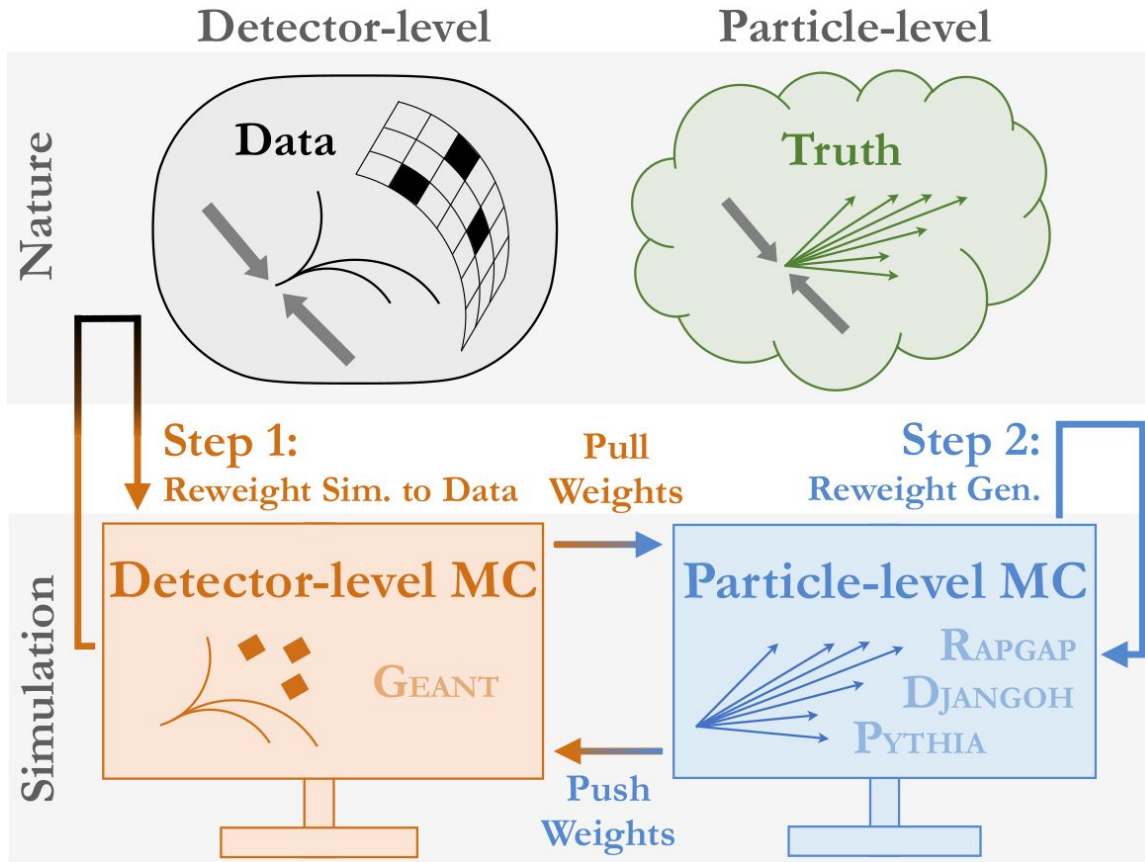 Detector-level
Particle-level
Nature
Data
Truth
Step 1:
Reweight Sim. to Data
Pull
Weights
Step 2:
Reweight Gen.
Simulation
Detector-level MC
GEANT
Particle-level MC
RAPGAP
DJANGOH
PYTHIA
Push
Weights